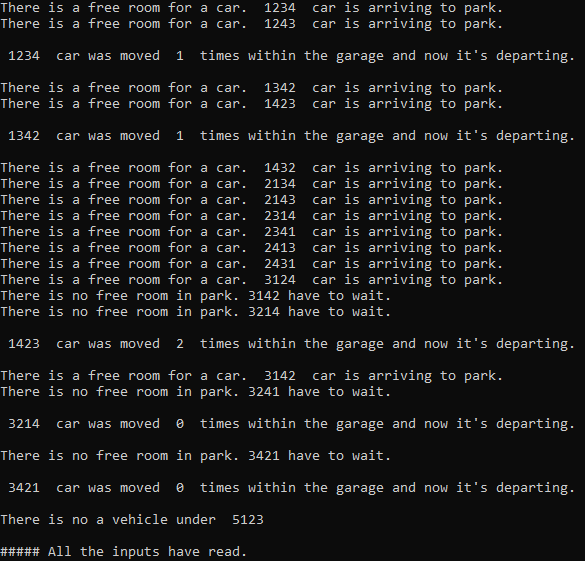 There is a free room for a car.  1234  car is arriving to park.
There is a free room for a car.  1243  car is arriving to park.
1234  car was moved  1  times within the garage and now it's departing.
There is a free room for a car.  1342  car is arriving to park.
There is a free room for a car.  1423  car is arriving to park.
1342  car was moved  1  times within the garage and now it's departing.
There is a free room for a car.  1432  car is arriving to park.
There is a free room for a car.  2134  car is arriving to park.
There is a free room for a car.  2143  car is arriving to park.
There is a free room for a car.  2314  car is arriving to park.
There is a free room for a car.  2341  car is arriving to park.
There is a free room for a car.  2413  car is arriving to park.
There is a free room for a car.  2431  car is arriving to park.
There is a free room for a car.  3124  car is arriving to park.
There is no free room in park. 3142 have to wait.
There is no free room in park. 3214 have to wait.
1423  car was moved  2  times within the garage and now it's departing.
There is a free room for a car.  3142  car is arriving to park.
There is no free room in park. 3241 have to wait.
3214  car was moved  0  times within the garage and now it's departing.
There is no free room in park. 3421 have to wait.
3421  car was moved  0  times within the garage and now it's departing.
There is no a vehicle under  5123
##### All the inputs have read.